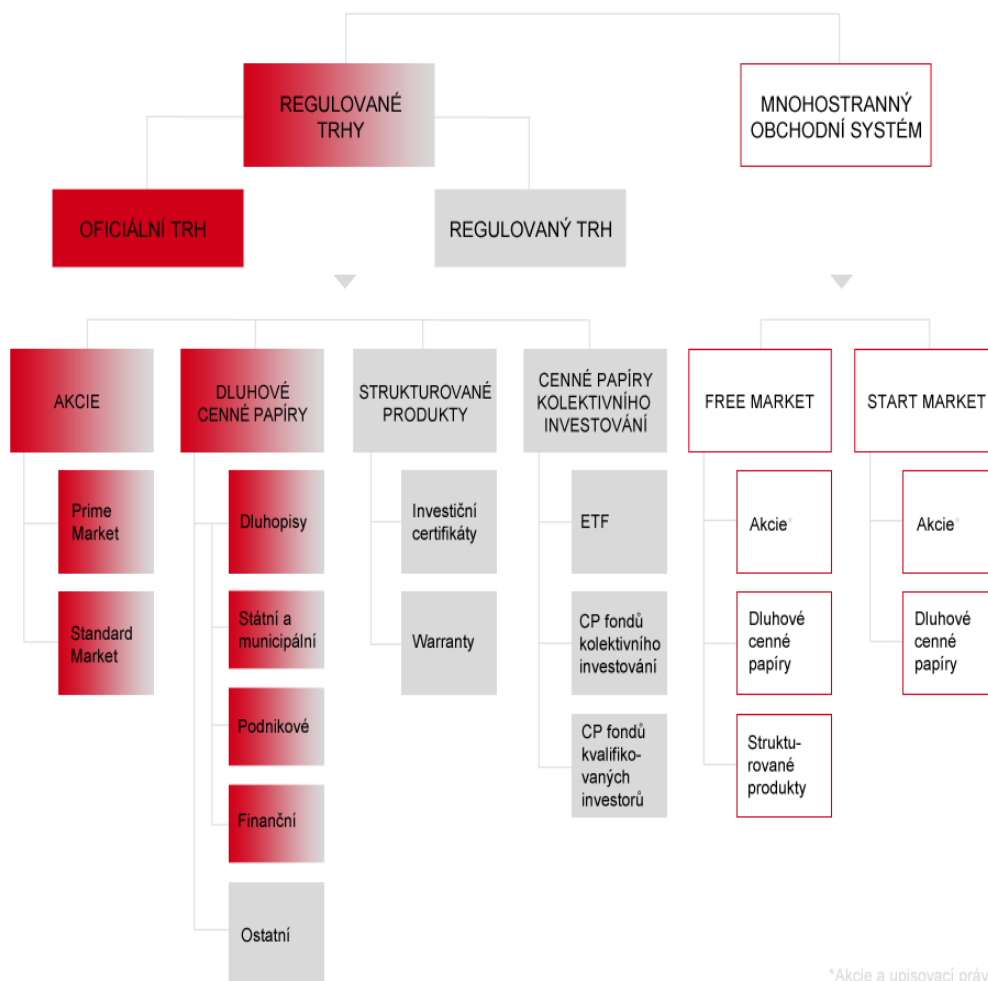 REGULOVANÉ
TRHY
MNOHOSTRANNÝ
OBCHODNÍ SYSTÉM
OFICIÁLNÍ TRH
REGULOVANÝ TRH
AKCIE
DLUHOVÉ
CENNÉ PAPÍRY
STRUKTUROVANÉ
PRODUKTY
CENNÉ PAPÍRY
KOLEKTIVNÍHO
INVESTOVÁNÍ
FREE MARKET
START MARKET
Prime
Market
Standard
Market
Dluhopisy
Státní a
municipální
Podnikové
Finanční
Ostatní
Investiční
certifikáty
Warranty
ETF
CP fondů
kolektivního
investování
CP fondů
kvalifiko-
vaných
investorů
Akcie*
Dluhové
cenné
papíry
Struktu-
rované
produkty
Akcie*
Dluhové
cenné
papíry
*Akcie a upisovací práv